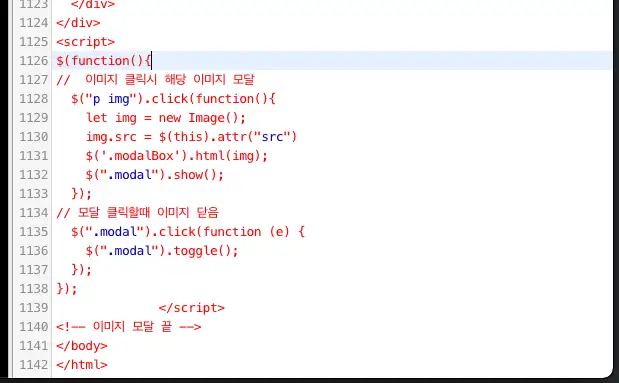 1123   </div>
1124 </div>
1125 <script>
1126 $(function(){
1127 //  이미지 클릭시 해당 이미지 모달
1128   $("p img").click(function(){
1129     let img = new Image();
1130     img.src = $(this).attr("src")
1131     $('.modalBox').html(img);
1132     $(".modal").show();
1133   });
1134 // 모달 클릭할때 이미지 닫음
1135   $(".modal").click(function (e) {
1136     $(".modal").toggle();
1137   });
1138 });
1139               </script>
1140 <!-- 이미지 모달 끝 -->
1141 </body>
1142 </html>